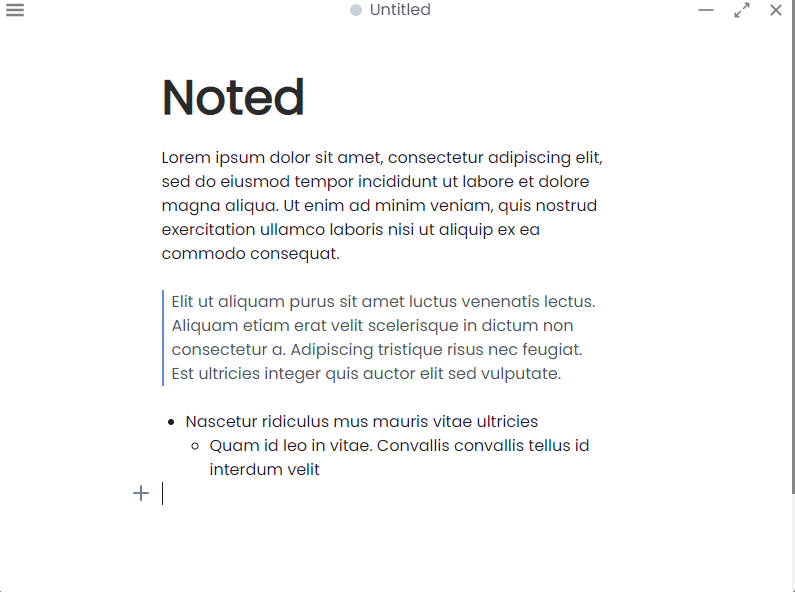 Untitled
Noted
Lorem ipsum dolor sit amet, consectetur adipiscing elit,
sed do eiusmod tempor incididunt ut labore et dolore
magna aliqua. Ut enim ad minim veniam, quis nostrud
exercitation ullamco laboris nisi ut aliquip ex ea
commodo consequat.
Elit ut aliquam purus sit amet luctus venenatis lectus.
Aliquam etiam erat velit scelerisque in dictum non
consectetur a. Adipiscing tristique risus nec feugiat.
Est ultricies integer quis auctor elit sed vulputate.
Nascetur ridiculus mus mauris vitae ultricies
Quam id leo in vitae. Convallis convallis tellus id
interdum velit